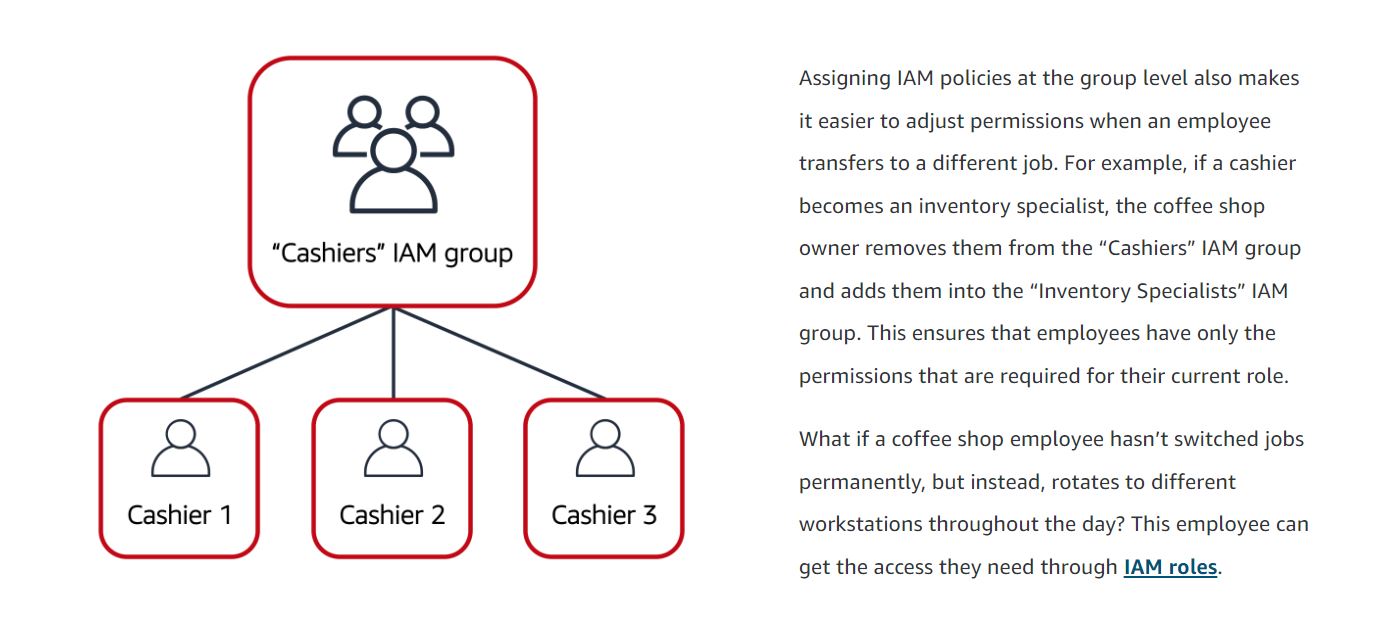 “Cashiers” IAM group
Cashier 1
Cashier 2
Cashier 3
Assigning IAM policies at the group level also makes
it easier to adjust permissions when an employee
transfers to a different job. For example, if a cashier
becomes an inventory specialist, the coffee shop
owner removes them from the “Cashiers” IAM group
and adds them into the “Inventory Specialists” IAM
group. This ensures that employees have only the
permissions that are required for their current role.
What if a coffee shop employee hasn’t switched jobs
permanently, but instead, rotates to different
workstations throughout the day? This employee can
get the access they need through IAM roles.